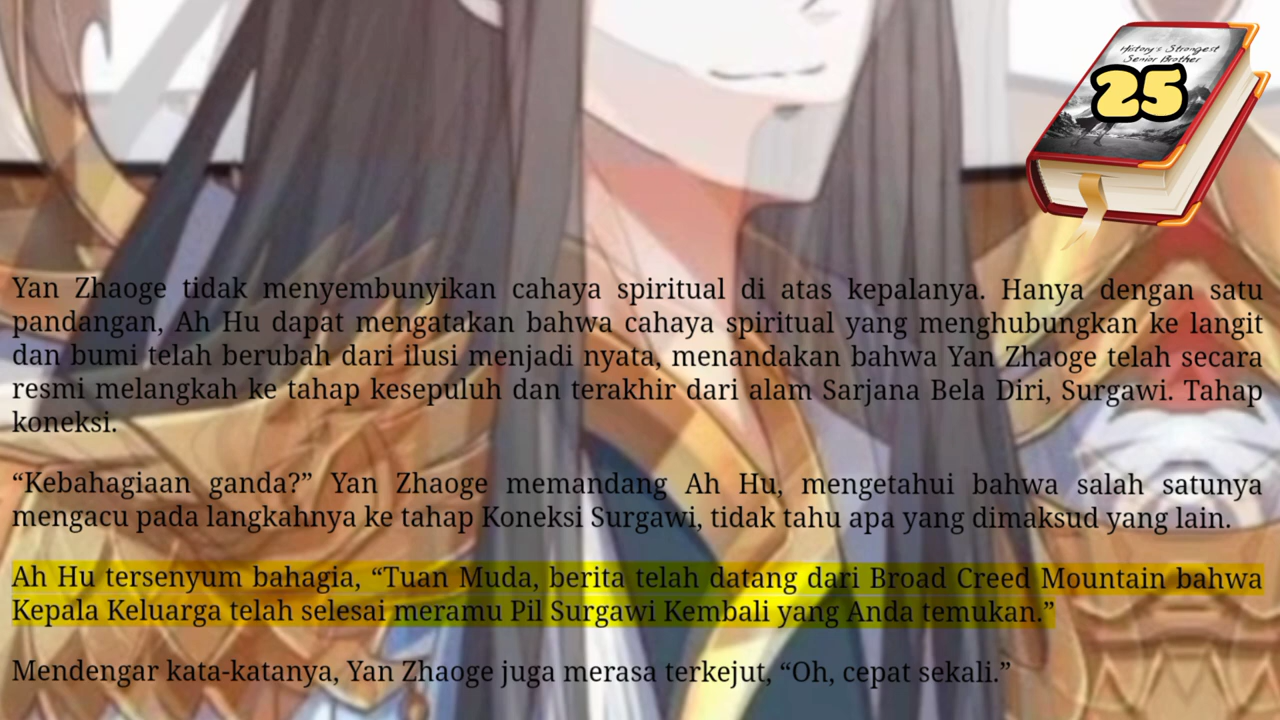 History's Strongest
Senior Brother
25
Yan Zhaoge tidak menyembunyikan cahaya spiritual di atas kepalanya. Hanya dengan satu
pandangan, Ah Hu dapat mengatakan bahwa cahaya spiritual yang menghubungkan ke langit
dan bumi telah berubah dari ilusi menjadi nyata, menandakan bahwa Yan Zhaoge telah secara
resmi melangkah ke tahap kesepuluh dan terakhir dari alam Sarjana Bela Diri, Surgawi. Tahap
koneksi.
“Kebahagiaan ganda?” Yan Zhaoge memandang Ah Hu, mengetahui bahwa salah satunya
mengacu pada langkahnya ke tahap Koneksi Surgawi, tidak tahu apa yang dimaksud yang lain.
Ah Hu tersenyum bahagia, “Tuan Muda, berita telah datang dari Broad Creed Mountain bahwa
Kepala Keluarga telah selesai meramu Pil Surgawi Kembali yang Anda temukan.”
Mendengar kata-katanya, Yan Zhaoge juga merasa terkejut, “Oh, cepat sekali.”